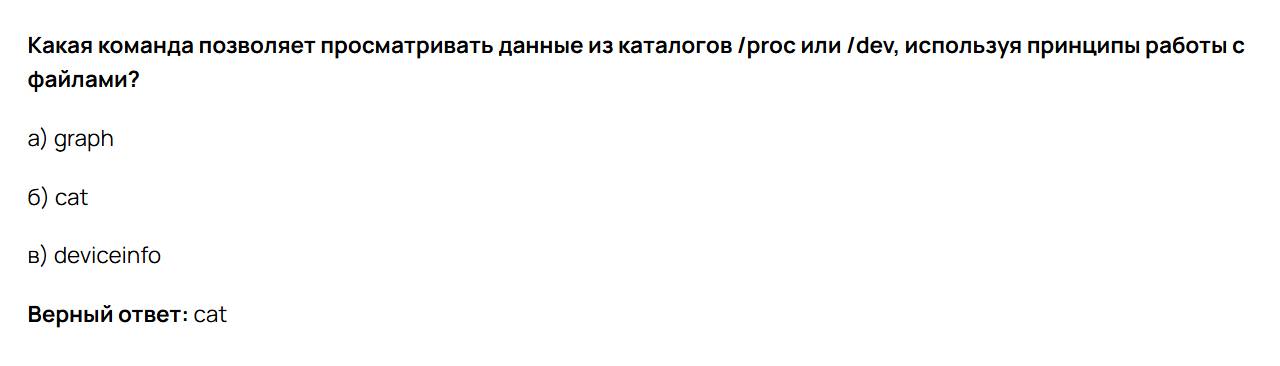 Какая команда позволяет просматривать данные из каталогов /proc или /dev, используя принципы работы с
файлами?
а) graph
б) cat
в) deviceinfo
Верный ответ: cat